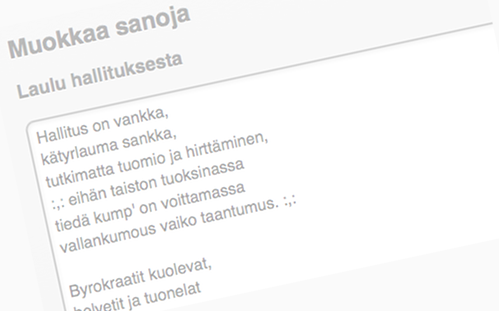 Muokkaa sanoja
Laulu hallituksesta
Hallitus on vankka,
kätyrlauma sankka,
tutkimatta tuomio ja hirttäminen,
:,: eihän taiston tuoksinassa
tiedä kump' on voittamassa
vallankumous vaiko taantumus. :,:
Byrokraatit kuolevat,
helvetit ja tuonelat